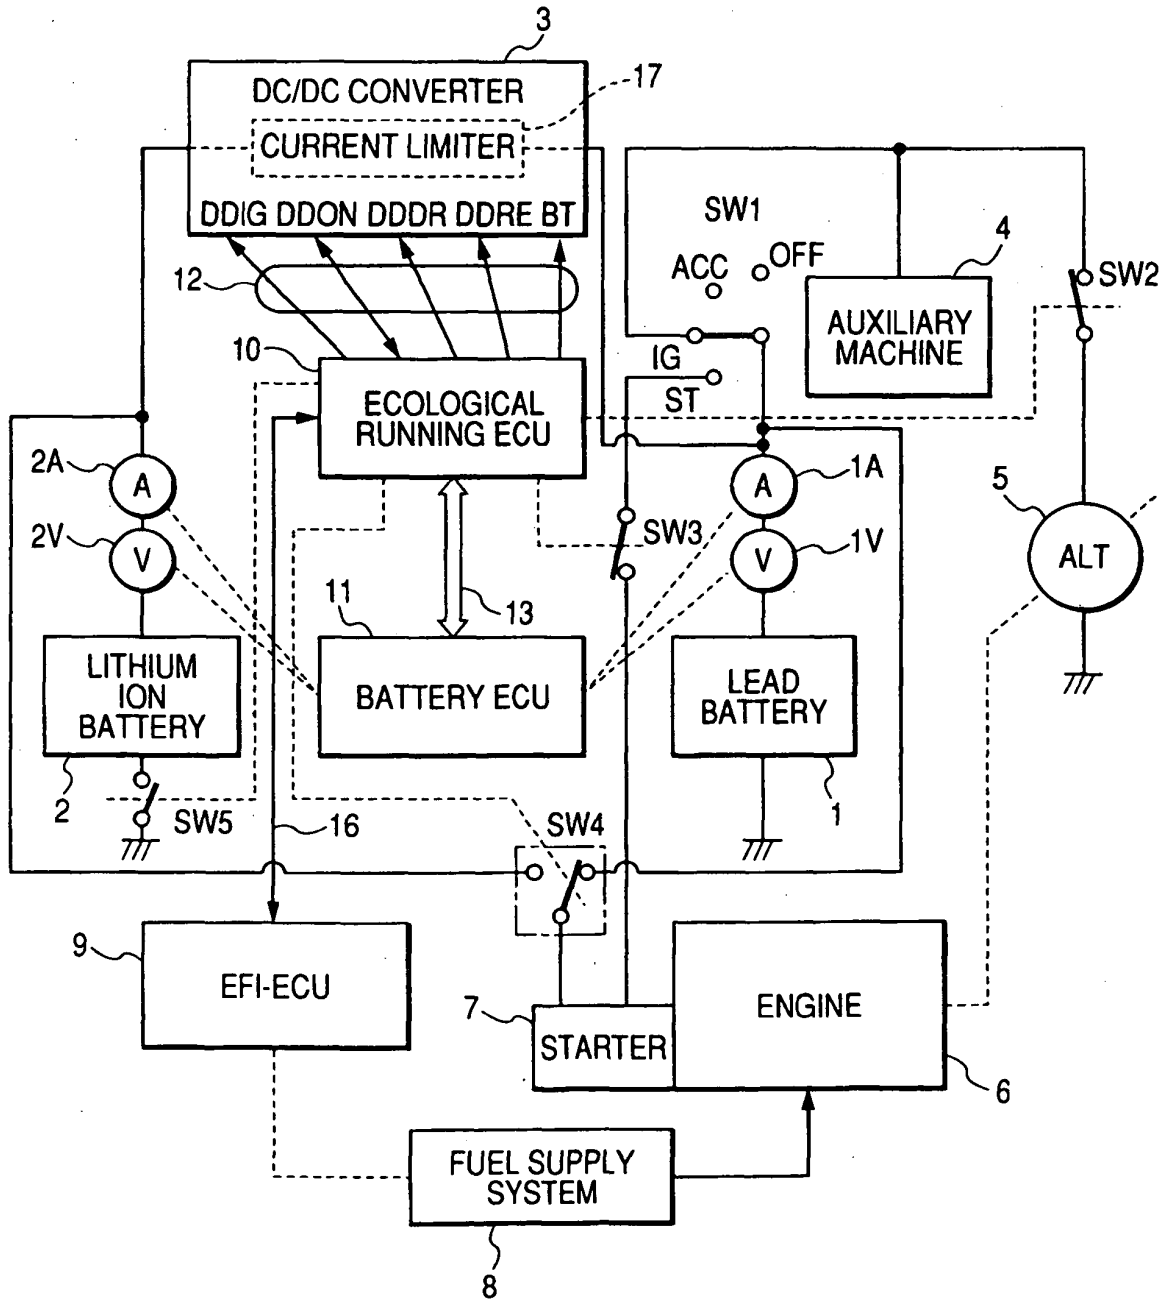 3
DC/DC CONVERTER
17
CURRENT LIMITER
DDIG DDON DDDR DDRE BT
SW1
4
OFF
ACC
SW2
12
AUXILIARY
MACHINE
10
IG
ST
ECOLOGICAL
RUNNING ECU
2A
A
1A
A
5
2V
V
SW3
1V
V
ALT
11
13
LITHIUM
ION
BATTERY
BATTERY ECU
LEAD
BATTERY
2
SW5
16
SW4
1
9
EFI-ECU
7
STARTER
ENGINE
6
FUEL SUPPLY
SYSTEM
8